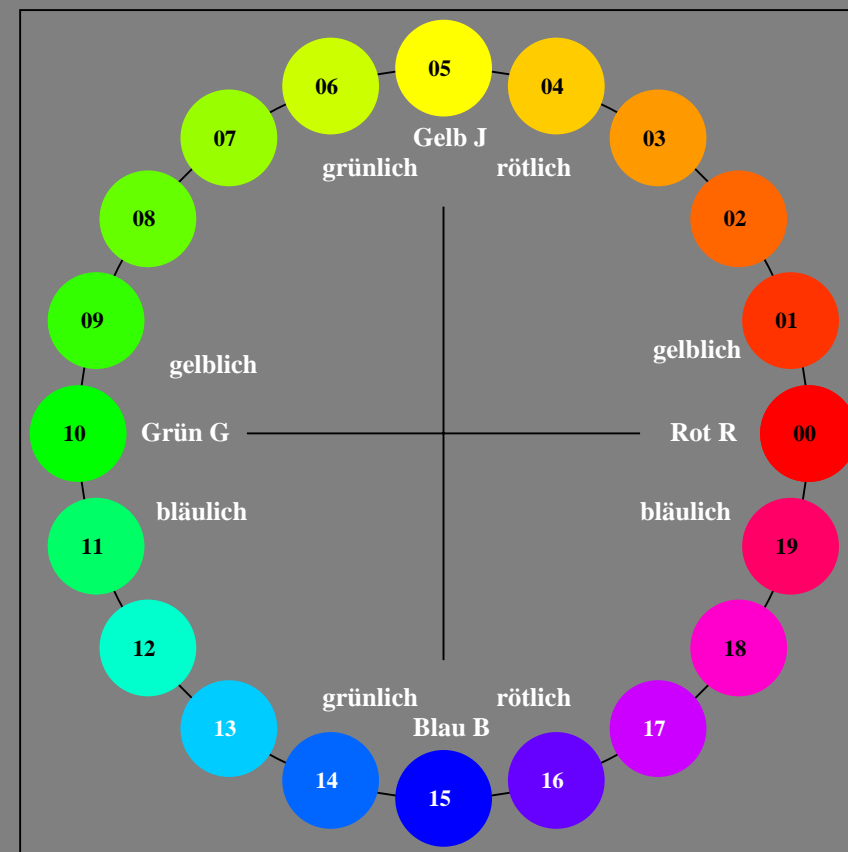 05
06
04
07
Gelb J
03
grünlich
rötlich
08
02
09
01
gelblich
gelblich
10
Grün G
Rot R
00
bläulich
bläulich
11
19
12
18
grünlich
rötlich
13
Blau B
17
14
16
15